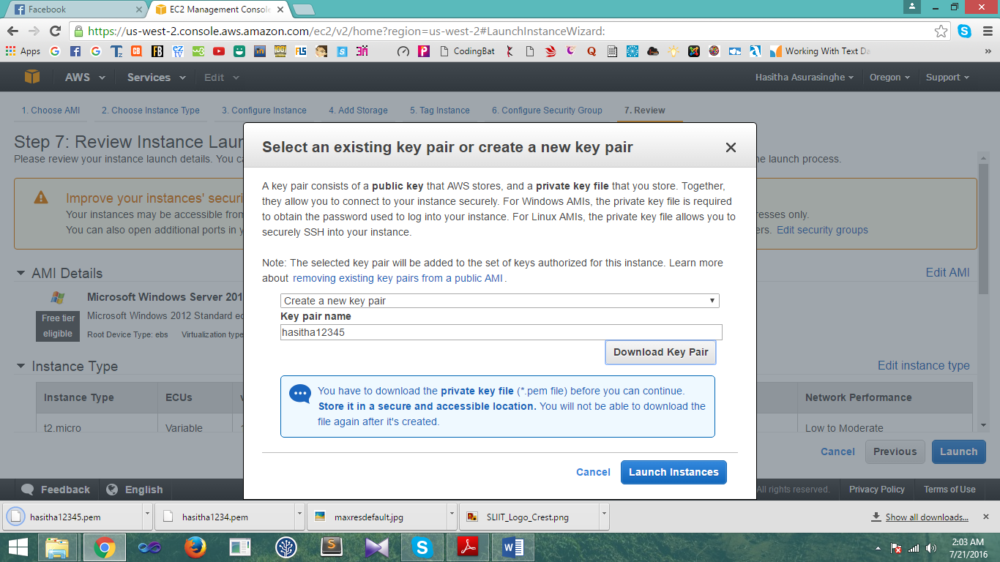 Facebook
EC2 Management Console
https://us-west-2.console.aws.amazon.com/ec2/v2/home?region=us-west-2#LaunchInstanceWizard:
Apps
CodingBat
Working With Text Da
AWS Services Edit
Hasitha Asurasinghe Oregon Support
1. Choose AMI 2. Choose Instance Type 3. Configure Instance 4. Add Storage 5. Tag Instance 6. Configure Security Group 7. Review
Step 7: Review Instance Laun
Please review your instance launch details. You ca
he launch process.
Improve your instances' securi
Your instances may be accessible from
resses only.
You can also open additional ports in y
ers. Edit security groups
AMI Details
Edit AMI
Microsoft Windows Server 201
Free tier
eligible
Microsoft Windows 2012 Standard ed
Root Device Type: ebs Virtualization type
Instance Type
Edit instance type
Instance Type ECUs v
Network Performance
t2.micro Variable 1
Low to Moderate
Cancel Previous Launch
Select an existing key pair or create a new key pair
A key pair consists of a public key that AWS stores, and a private key file that you store. Together,
they allow you to connect to your instance securely. For Windows AMIs, the private key file is required
to obtain the password used to log into your instance. For Linux AMIs, the private key file allows you to
securely SSH into your instance.
Note: The selected key pair will be added to the set of keys authorized for this instance. Learn more
about removing existing key pairs from a public AMI .
Create a new key pair
Key pair name
hasitha12345
Download Key Pair
You have to download the private key file (*.pem file) before you can continue.
Store it in a secure and accessible location. You will not be able to download the
file again after it's created.
Cancel Launch Instances
Feedback English
All rights reserved. Privacy Policy Terms of Use
hasitha12345.pem hasitha1234.pem maxresdefault.jpg SLIIT_Logo_Crest.png
Show all downloads...
2:03 AM
7/21/2016